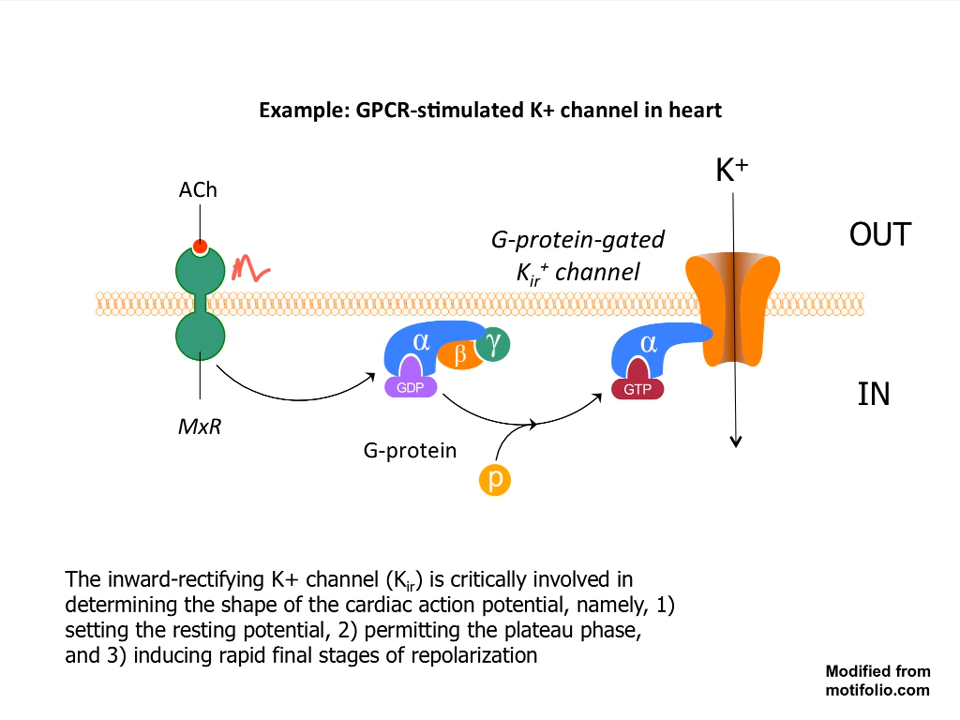 Example: GPCR-stimulated K+ channel in heart
K+
ACh
OUT
G-protein-gated
Kir+ channel
α
β
γ
GDP
α
GTP
IN
MxR
G-protein
p
The inward-rectifying K+ channel (Kir) is critically involved in
determining the shape of the cardiac action potential, namely, 1)
setting the resting potential, 2) permitting the plateau phase,
and 3) inducing rapid final stages of repolarization
Modified from
motifolio.com